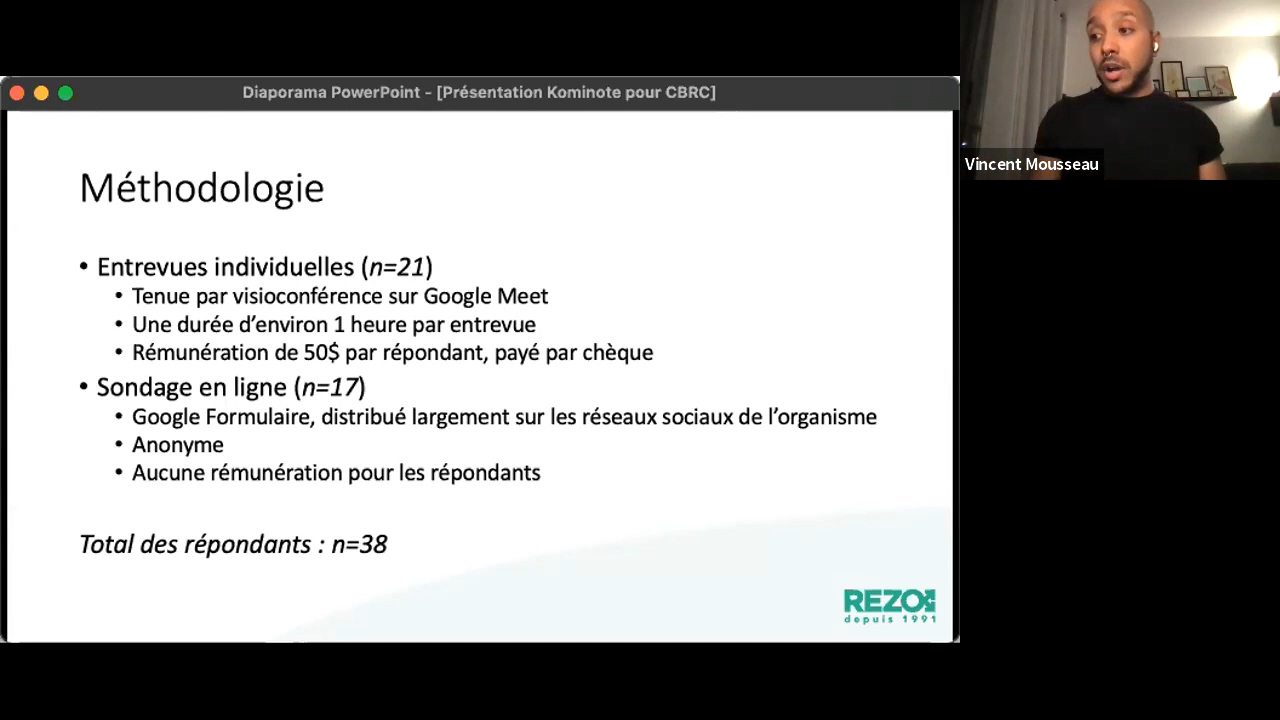 Diaporama PowerPoint - [Présentation Kominote pour CBRC]
Méthodologie
• Entrevues individuelles (n=21)
• Tenue par visioconférence sur Google Meet
• Une durée d’environ 1 heure par entrevue
• Rémunération de 50$ par répondant, payé par chèque
• Sondage en ligne (n=17)
• Google Formulaire, distribué largement sur les réseaux sociaux de l’organisme
• Anonyme
• Aucune rémunération pour les répondants
Total des répondants : n=38
REZO
depuis 1991
Vincent Mousseau